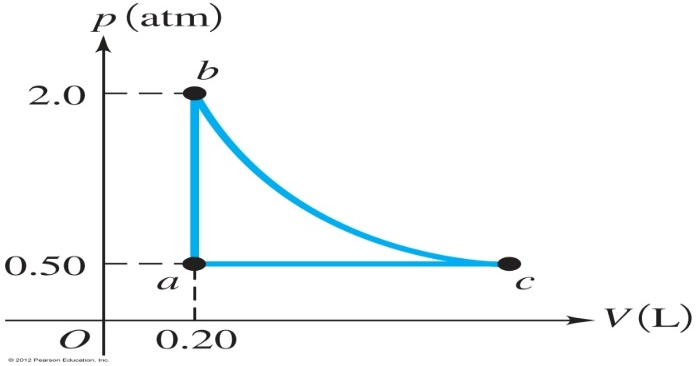 p (atm)
b
2.0
0.50
a
c
O
0.20
V (L)
© 2012 Pearson Education, Inc.